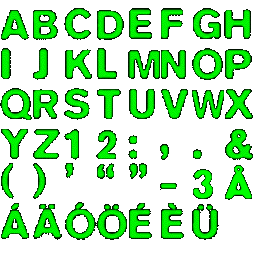 ABCDEFGH
IJKLMNOP
QRSTUVWX
YZ12:,.&
()’“”–3Å
ÁÄÓÖÉÈÜ